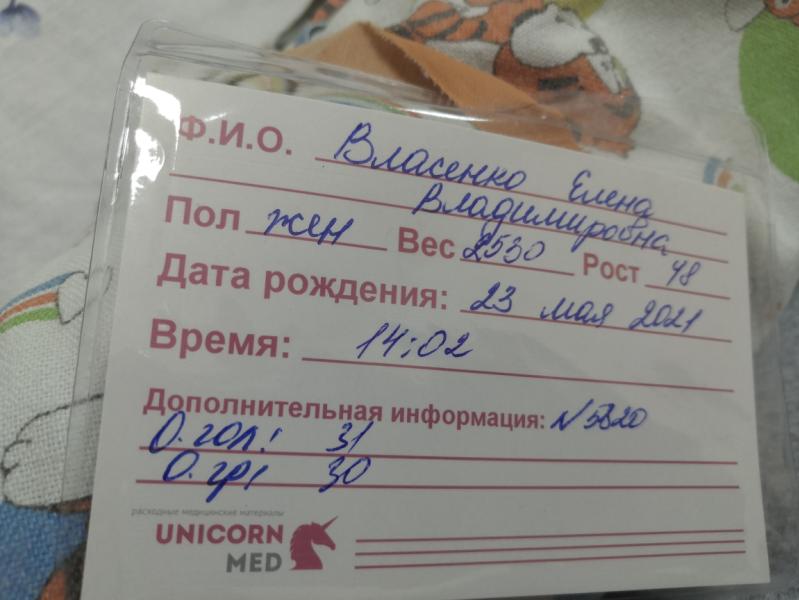 Ф.И.О. Власенко Елена
Владимировна
Пол жен Вес 2530 Рост 48
Дата рождения: 23 мая 2021
Время: 14:02
Дополнительная информация: N5820
О.гол: 31
О.гр: 30
расходные медицинские материалы
UNICORN
MED